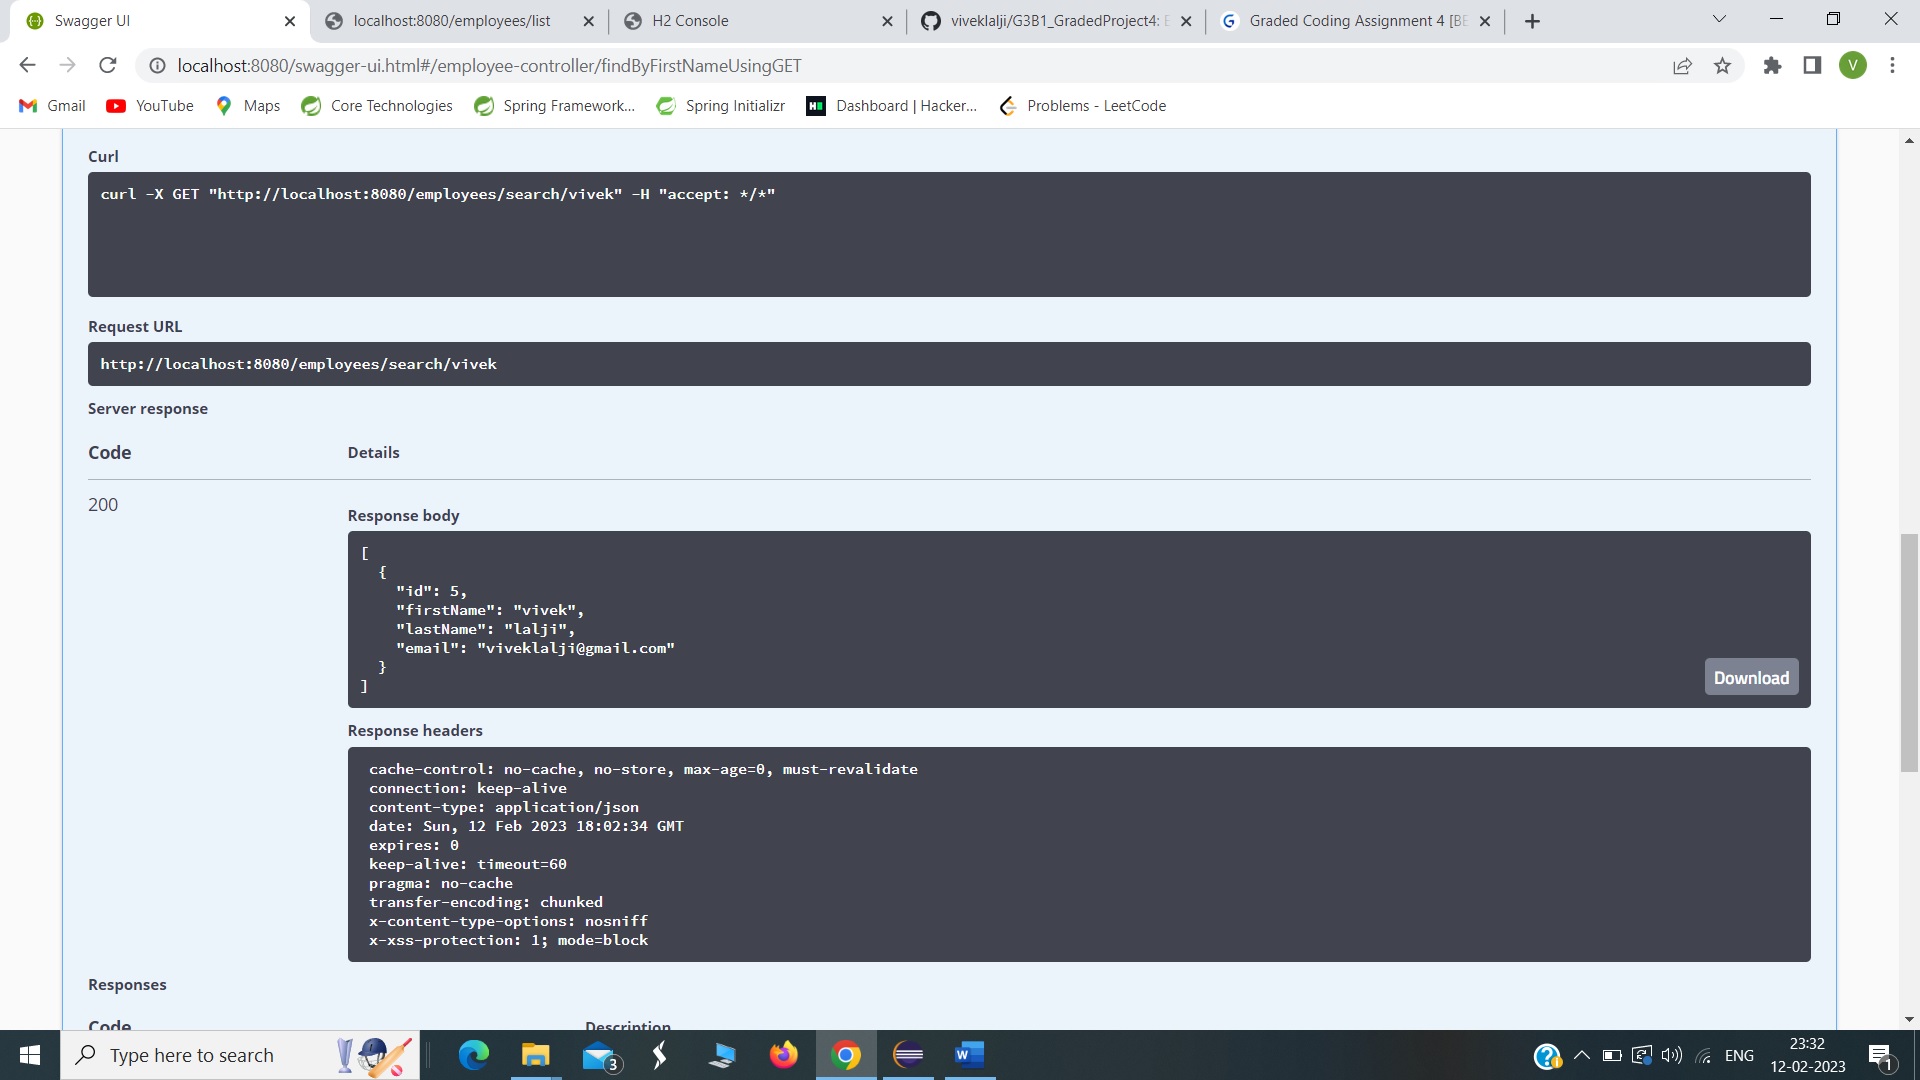 Swagger UI
localhost:8080/employees/list
H2 Console
viveklalji/G3B1_GradedProject4:
Graded Coding Assignment 4 [BE
localhost:8080/swagger-ui.html#/employee-controller/findByFirstNameUsingGET
V
Gmail
YouTube
Maps
Core Technologies
Spring Framework...
Spring Initializr
Dashboard | Hacker...
Problems - LeetCode
Curl
curl -X GET "http://localhost:8080/employees/search/vivek" -H "accept: */*"
Request URL
http://localhost:8080/employees/search/vivek
Server response
Code
Details
200
Response body
[
{
"id": 5,
"firstName": "vivek",
"lastName": "lalji",
"email": "viveklalji@gmail.com"
}
]
Download
Response headers
cache-control: no-cache, no-store, max-age=0, must-revalidate
connection: keep-alive
content-type: application/json
date: Sun, 12 Feb 2023 18:02:34 GMT
expires: 0
keep-alive: timeout=60
pragma: no-cache
transfer-encoding: chunked
x-content-type-options: nosniff
x-xss-protection: 1; mode=block
Responses
Code
Description
Type here to search
3
ENG
23:32
12-02-2023
1